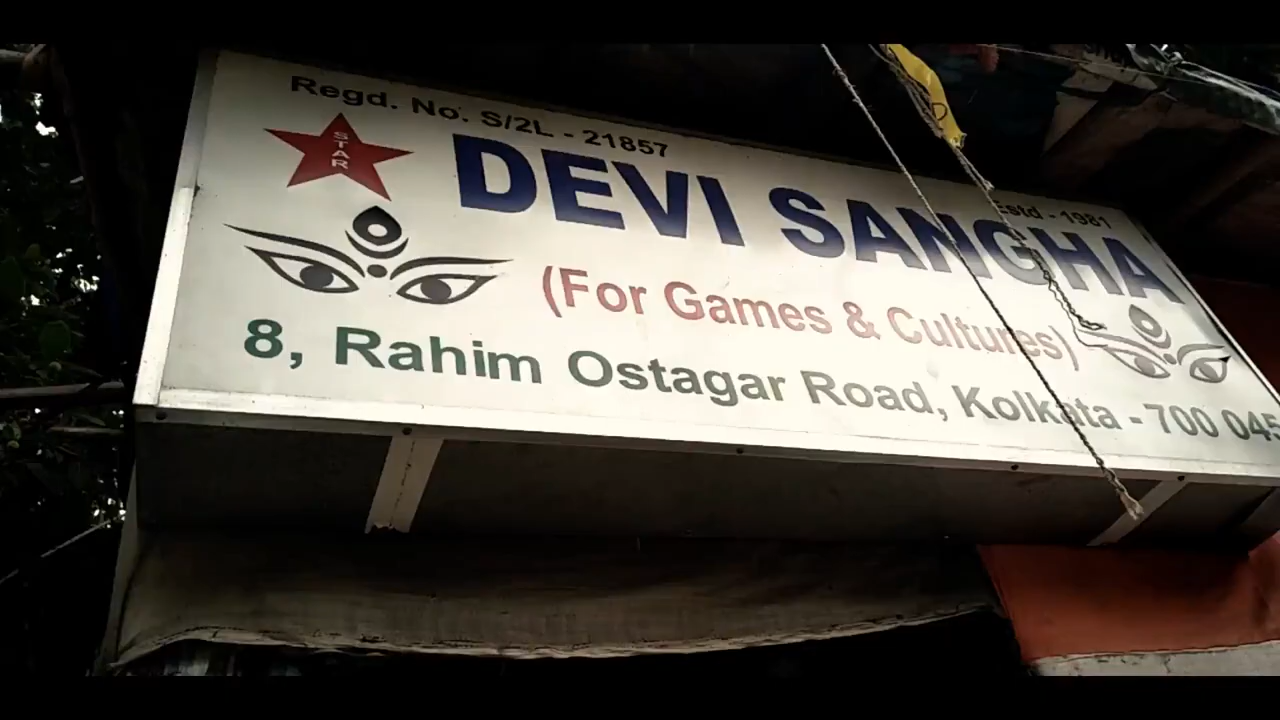 Regd. No. S/2L - 21857
STAR
Estd - 1981
DEVI SANGHA
(For Games & Cultures)
8, Rahim Ostagar Road, Kolkata - 700 045